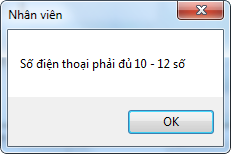 Nhân viên
Số điện thoại phải đủ 10 - 12 số
OK